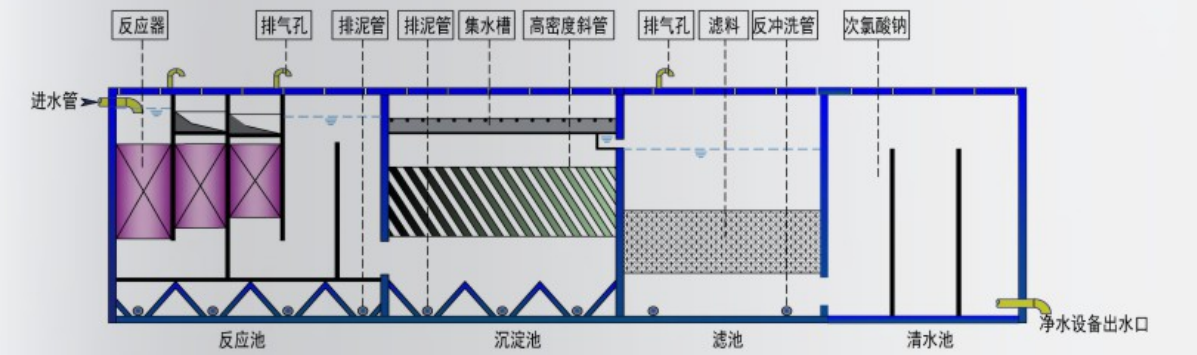 反应器
排气孔
排泥管
排泥管
集水槽
高密度斜管
排气孔
滤料
反冲洗管
次氯酸钠
进水管
净水设备出水口
反应池
沉淀池
滤池
清水池